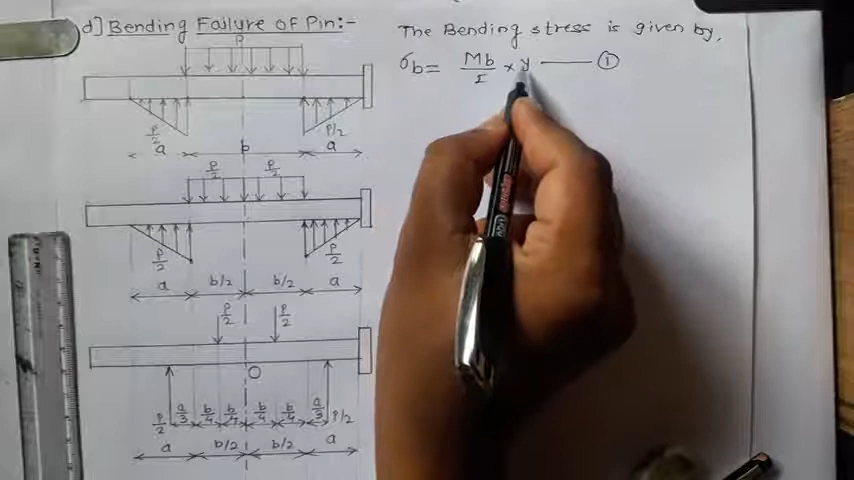 d] Bending Failure of Pin:-
P
P/2 P/2
a b a
P/2 P/2
P/2 P/2
a b/2 b/2 a
P/2 P/2
O
P/2 a/3 b/4 b/4 b/4 b/4 a/3 P/2
a b/2 b/2 a
The Bending stress is given by,
σb = Mb/I × y —— ①